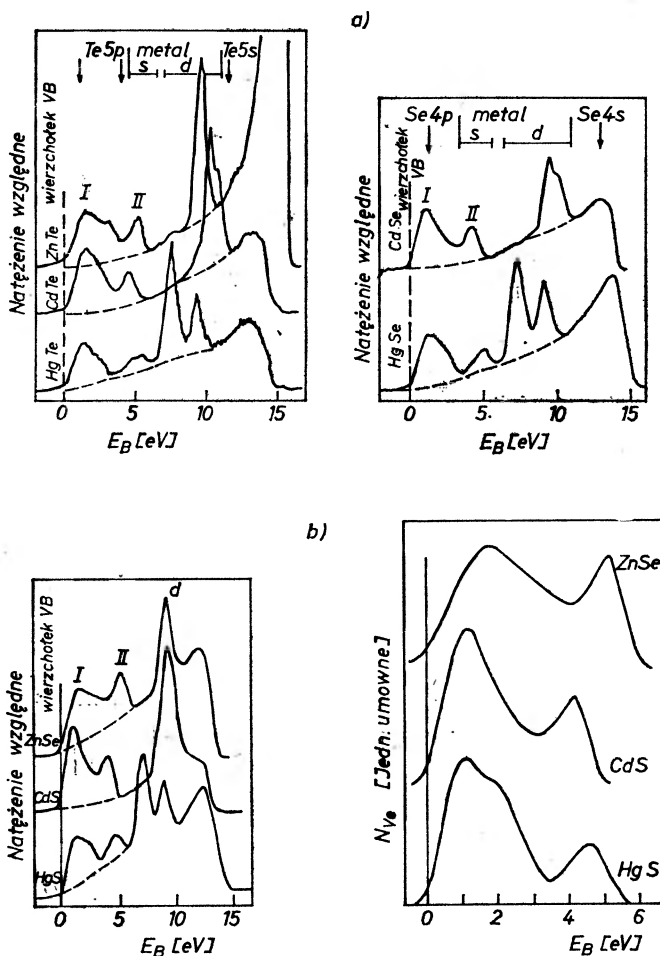 a)
Te5p metal Te5s
s d
Natężenie względne
wierzchołek VB
I II
ZnTe
CdTe
HgTe
0 5 10 15
E_B [eV]
Se4p metal Se4s
s d
Natężenie względne
wierzchołek VB
I II
CdSe
HgSe
0 5. 10 15
E_B [eV]
b)
Natężenie względne
wierzchołek VB
I II d
ZnSe
CdS
HgS
0 5 10 15
E_B [eV]
N_Ve [Jedn. umowne]
ZnSe
CdS
HgS
0 2 4 6
E_B [eV]